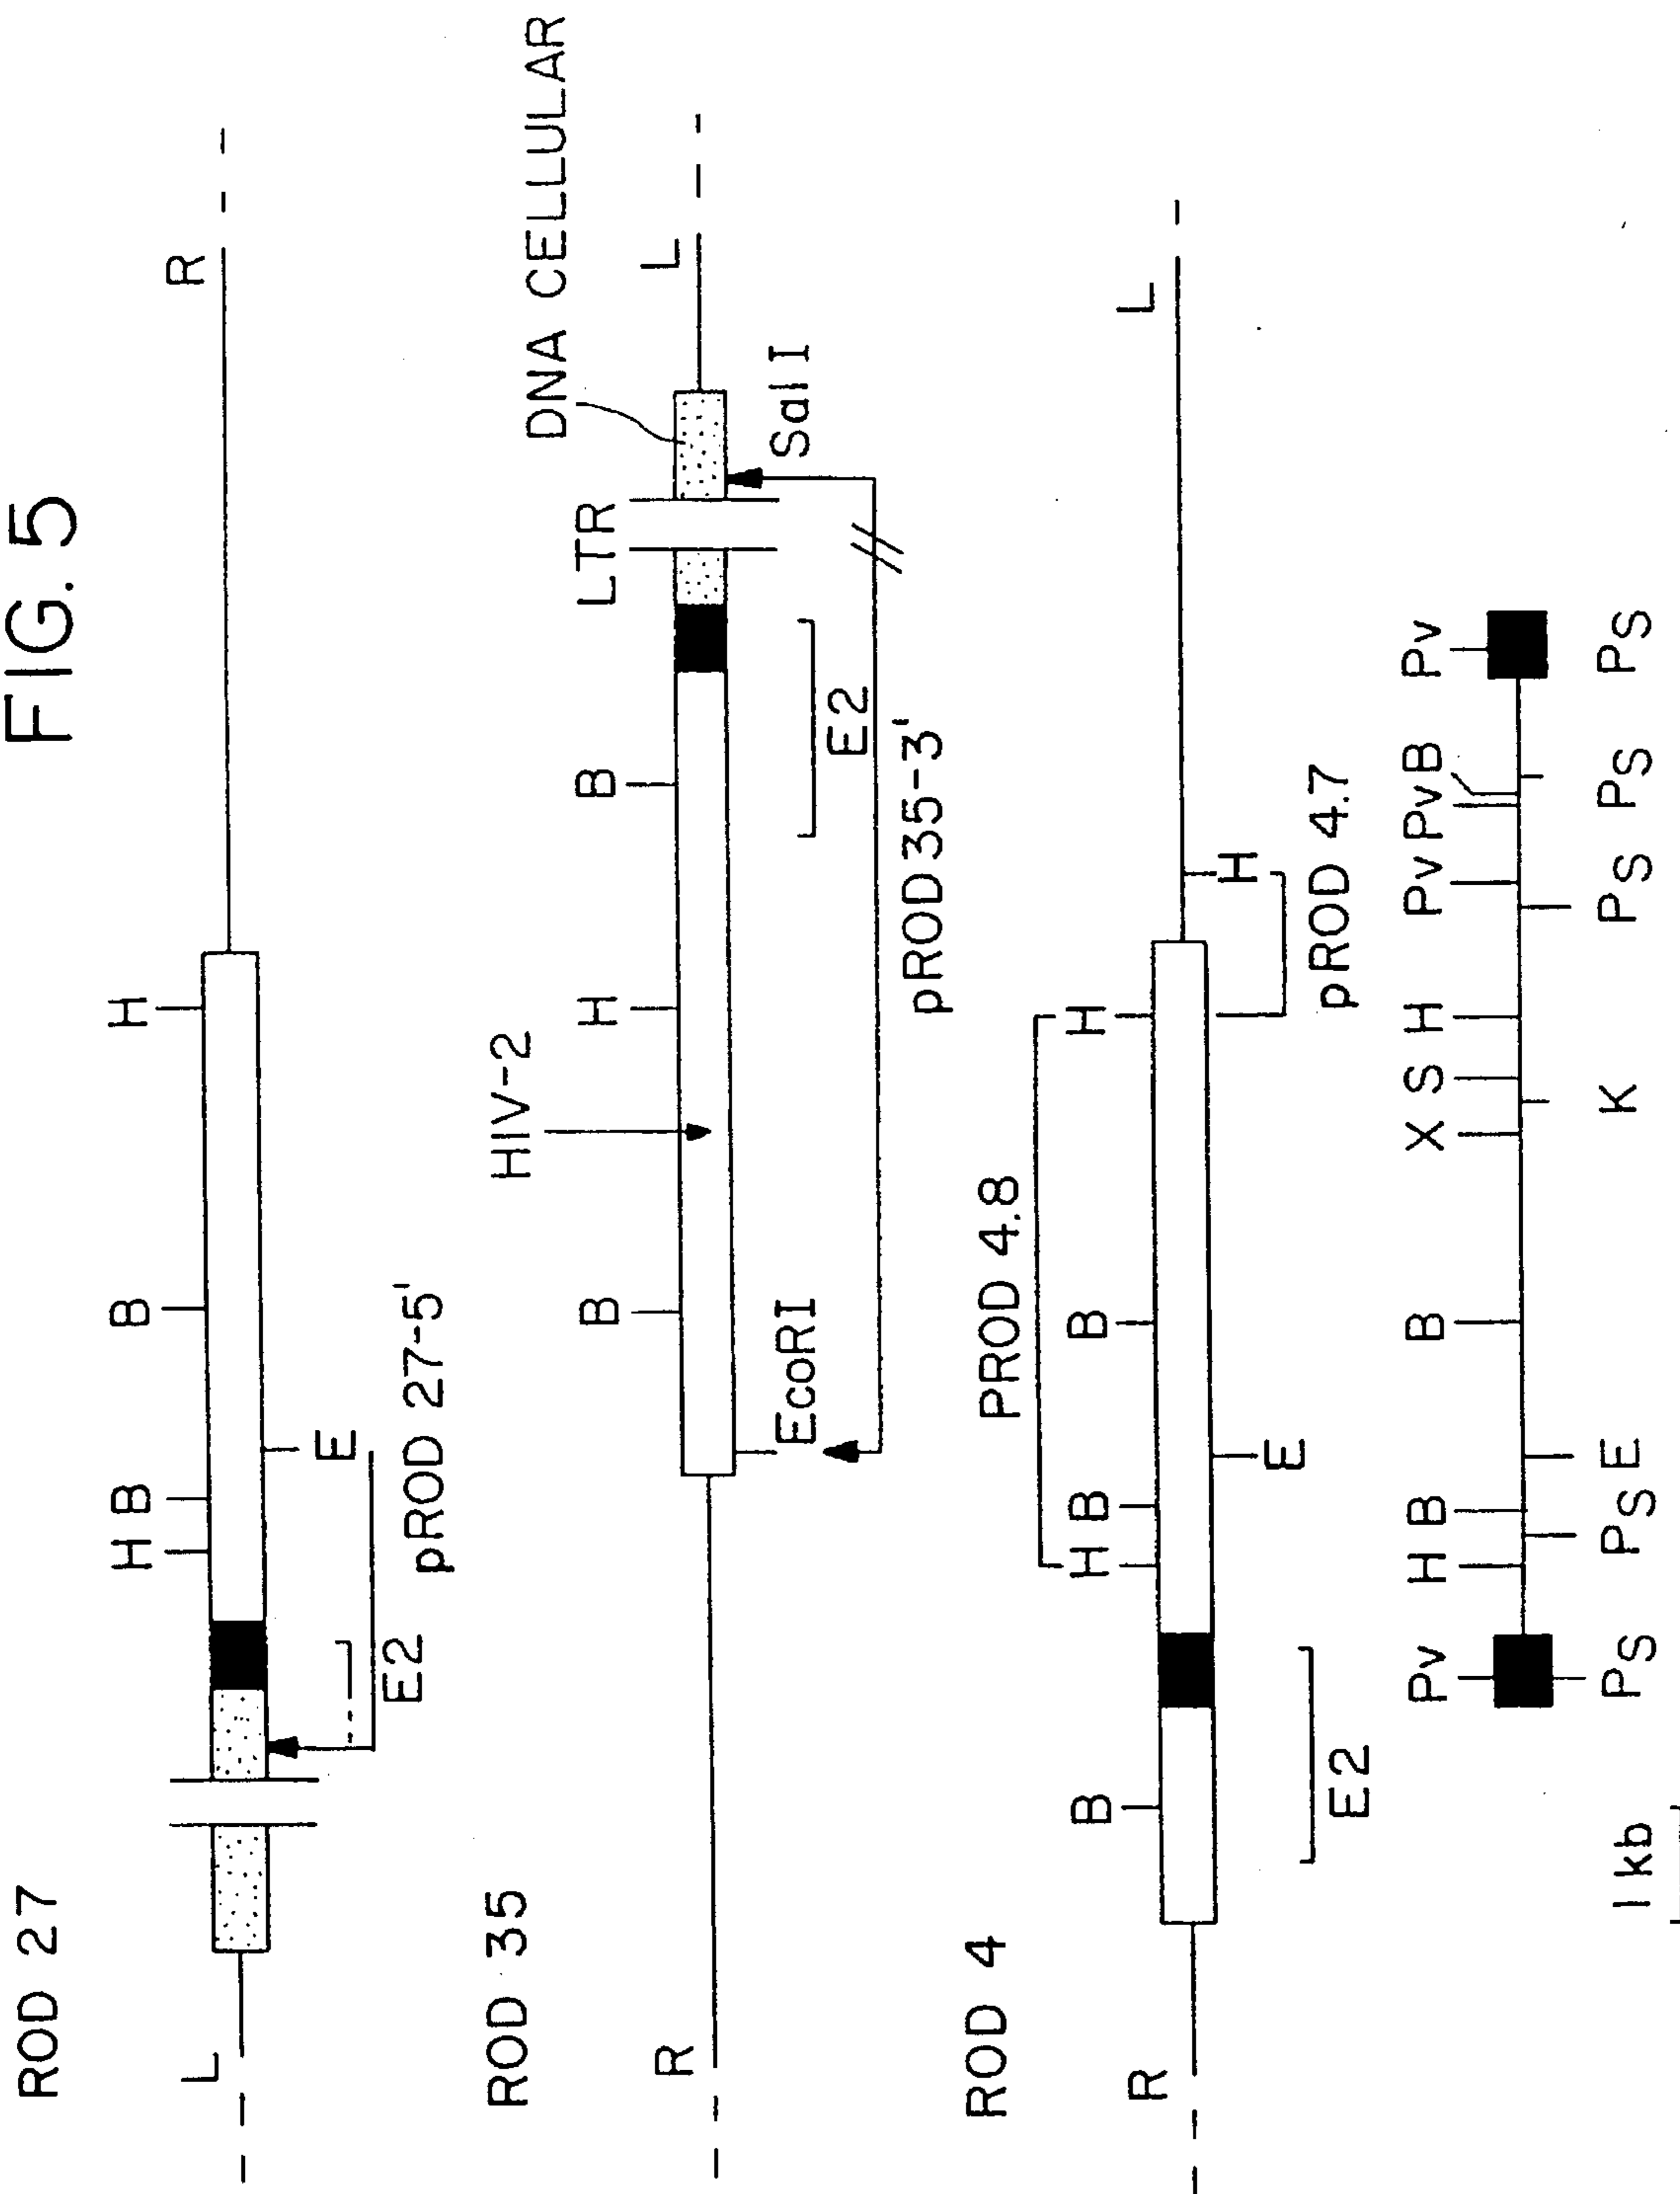 FIG. 5
ROD 27
H B B H
L R
E
E2 pROD 27-5'
ROD 35
HIV-2 DNA CELLULAR
B H B LTR
R L
EcoRI Sal I
E2
pROD35-3'
ROD 4
PROD 4.8
B H B B H
R L
E H
E2 pROD 4.7
Pv H B B X S H Pv Pv B Pv
Ps Ps E K Ps Ps Ps
1 kb